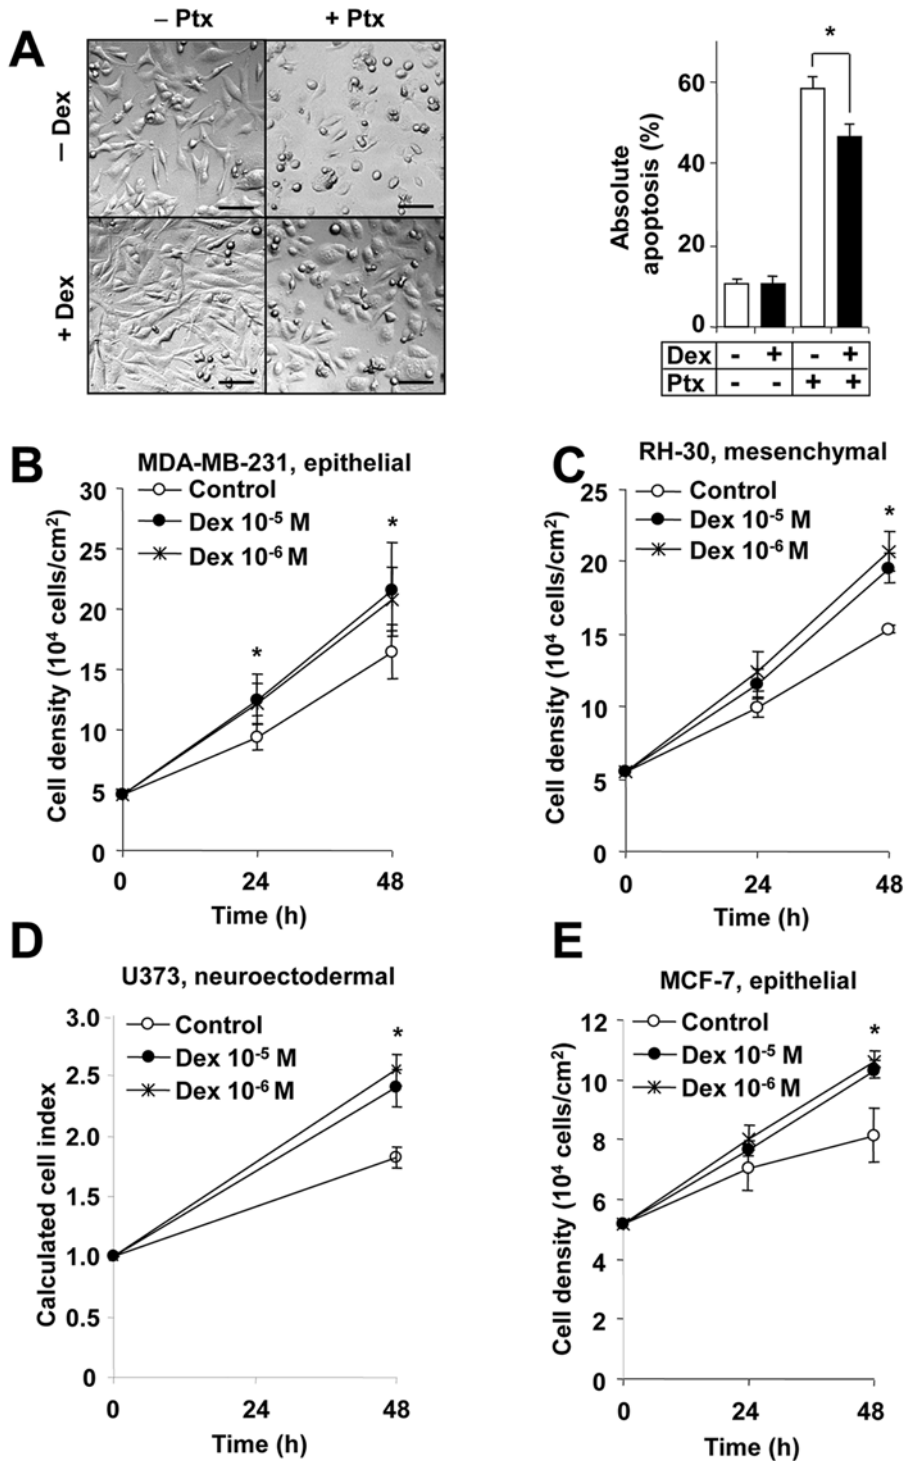 A
– Ptx
+ Ptx
– Dex
+ Dex
*
Absolute
apoptosis (%)
60
40
20
0
Dex - + - +
Ptx - - + +
B
MDA-MB-231, epithelial
Control
Dex 10⁻⁵ M
Dex 10⁻⁶ M
*
*
Cell density (10⁴ cells/cm²)
30
25
20
15
10
5
0
0 24 48
Time (h)
C
RH-30, mesenchymal
Control
Dex 10⁻⁵ M
Dex 10⁻⁶ M
*
Cell density (10⁴ cells/cm²)
25
20
15
10
5
0
0 24 48
Time (h)
D
U373, neuroectodermal
Control
Dex 10⁻⁵ M
Dex 10⁻⁶ M
*
Calculated cell index
3.0
2.5
2.0
1.5
1.0
0.5
0
0 24 48
Time (h)
E
MCF-7, epithelial
Control
Dex 10⁻⁵ M
Dex 10⁻⁶ M
*
Cell density (10⁴ cells/cm²)
12
10
8
6
4
2
0
0 24 48
Time (h)